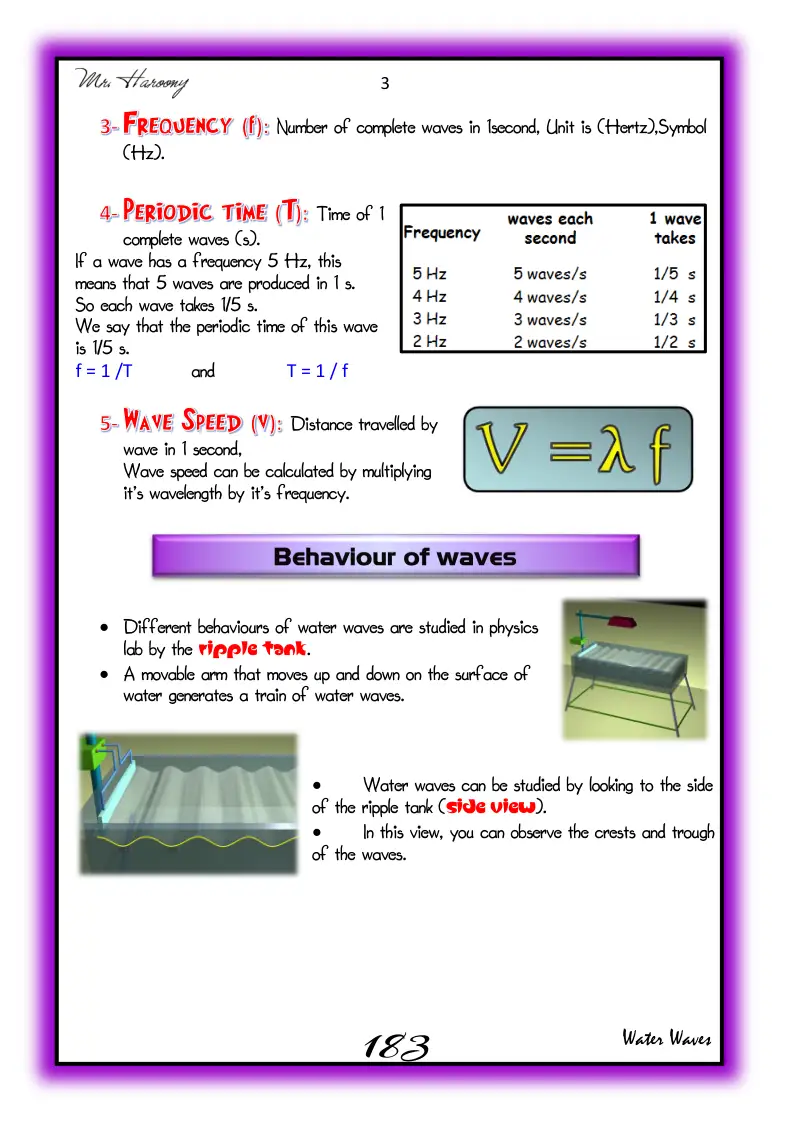 Mr. Haroony
3
3- FREQUENCY (f): Number of complete waves in 1second, Unit is (Hertz),Symbol
(Hz).
4- PERIODIC TIME (T): Time of 1
complete waves (s).
If a wave has a frequency 5 Hz, this
means that 5 waves are produced in 1 s.
So each wave takes 1/5 s.
We say that the periodic time of this wave
is 1/5 s.
f = 1 /T and T = 1 / f
Frequency waves each second 1 wave takes
5 Hz 5 waves/s 1/5 s
4 Hz 4 waves/s 1/4 s
3 Hz 3 waves/s 1/3 s
2 Hz 2 waves/s 1/2 s
5- WAVE SPEED (v): Distance travelled by
wave in 1 second,
Wave speed can be calculated by multiplying
it's wavelength by it's frequency.
V = λ f
Behaviour of waves
• Different behaviours of water waves are studied in physics
lab by the ripple tank.
• A movable arm that moves up and down on the surface of
water generates a train of water waves.
• Water waves can be studied by looking to the side
of the ripple tank (side view).
• In this view, you can observe the crests and trough
of the waves.
183
Water Waves